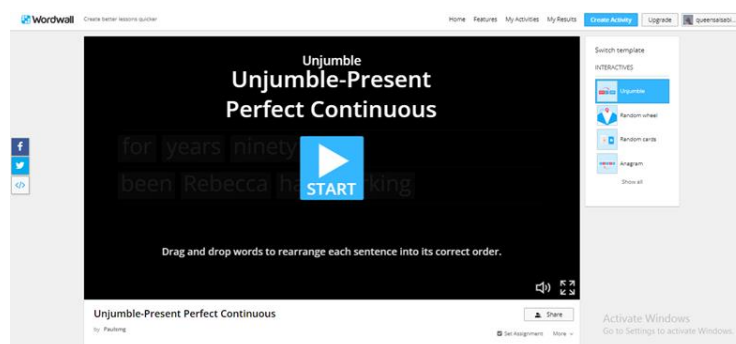 Wordwall Create better lessons quicker Home Features My Activities My Results Create Activity Upgrade
Switch template
INTERACTIVES
Unjumble
Random wheel
Random cards
Anagram
Show all
Unjumble
Unjumble-Present
Perfect Continuous
for years ninety
been Rebecca
START
Drag and drop words to rearrange each sentence into its correct order.
Unjumble-Present Perfect Continuous
Share
by
Set Assignment More
Activate Windows
Go to Settings to activate Windows.